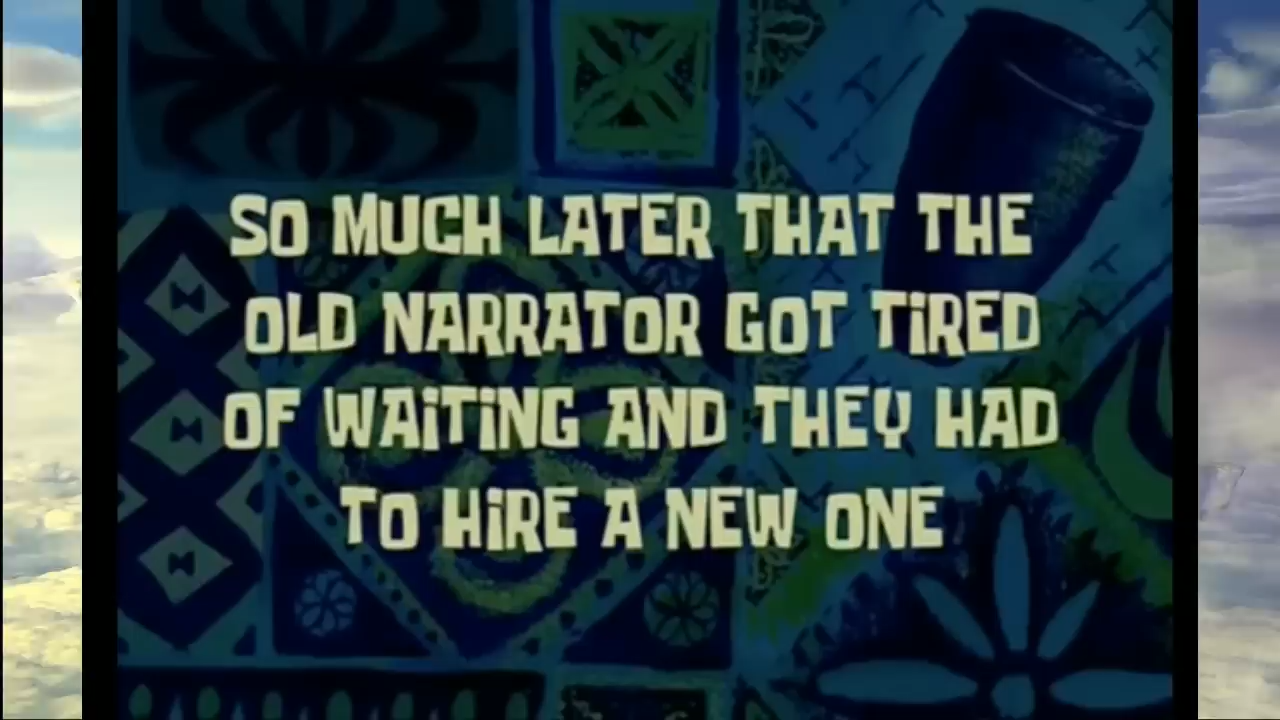 SO MUCH LATER THAT THE
OLD NARRATOR GOT TiRED
OF WAiTiNG AND THEY HAD
TO HiRE A NEW ONE